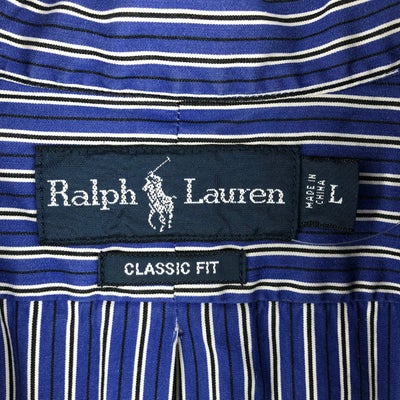 Ralph Lauren
MADE IN
CHINA
L
CLASSIC FIT